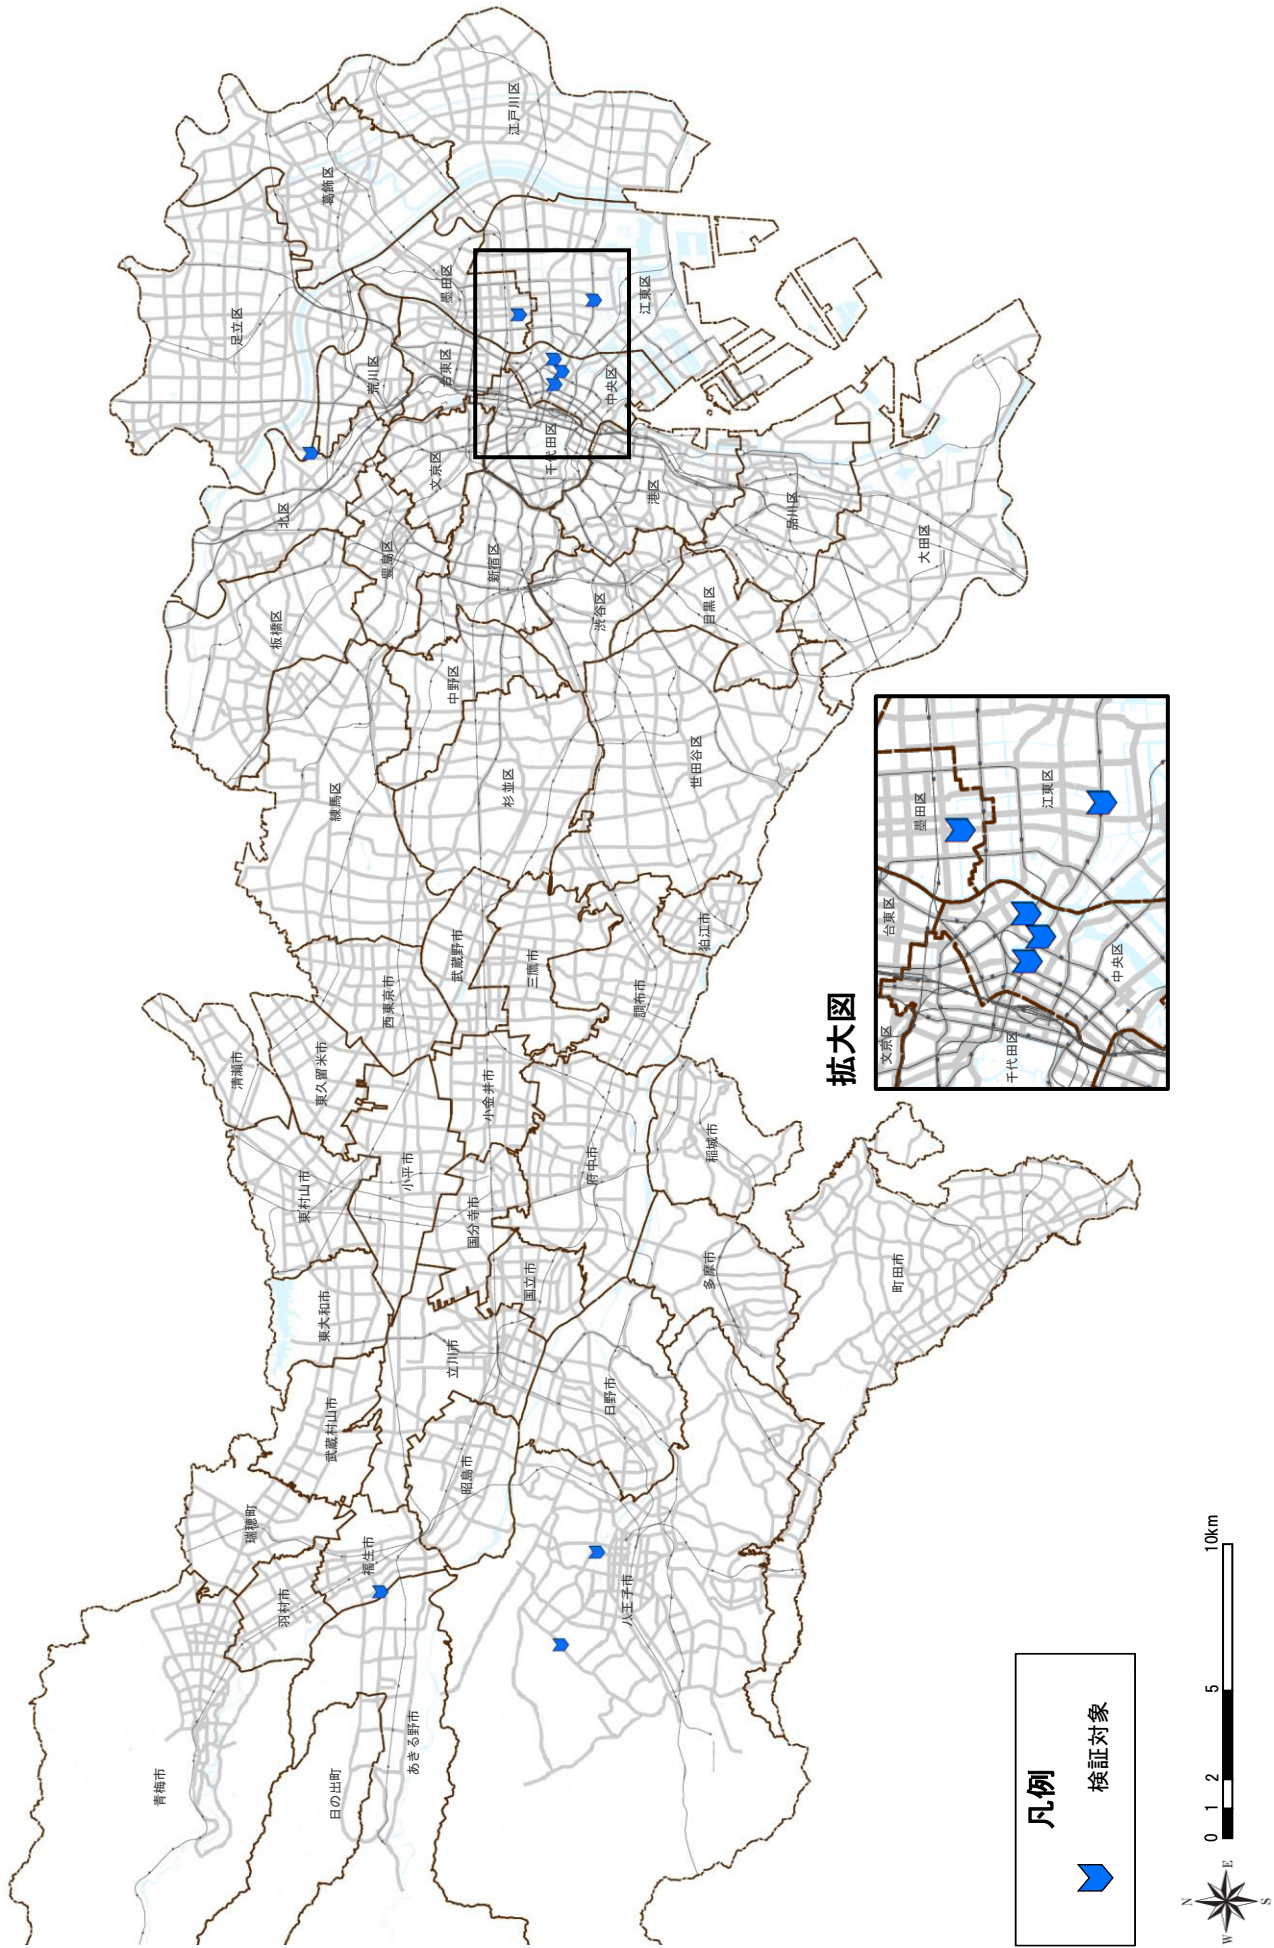 青梅市
日の出町
あきる野市
羽村市
瑞穂町
福生市
武蔵村山市
昭島市
八王子市
東大和市
立川市
日野市
東村山市
小平市
国分寺市
国立市
府中市
多摩市
町田市
清瀬市
東久留米市
西東京市
小金井市
武蔵野市
三鷹市
調布市
稲城市
狛江市
練馬区
杉並区
世田谷区
板橋区
中野区
豊島区
新宿区
渋谷区
目黒区
北区
文京区
千代田区
港区
品川区
大田区
足立区
荒川区
台東区
中央区
葛飾区
墨田区
江東区
江戸川区
拡大図
文京区
台東区
墨田区
千代田区
中央区
江東区
凡例
検証対象
0 1 2 5 10km
N
W
E
S